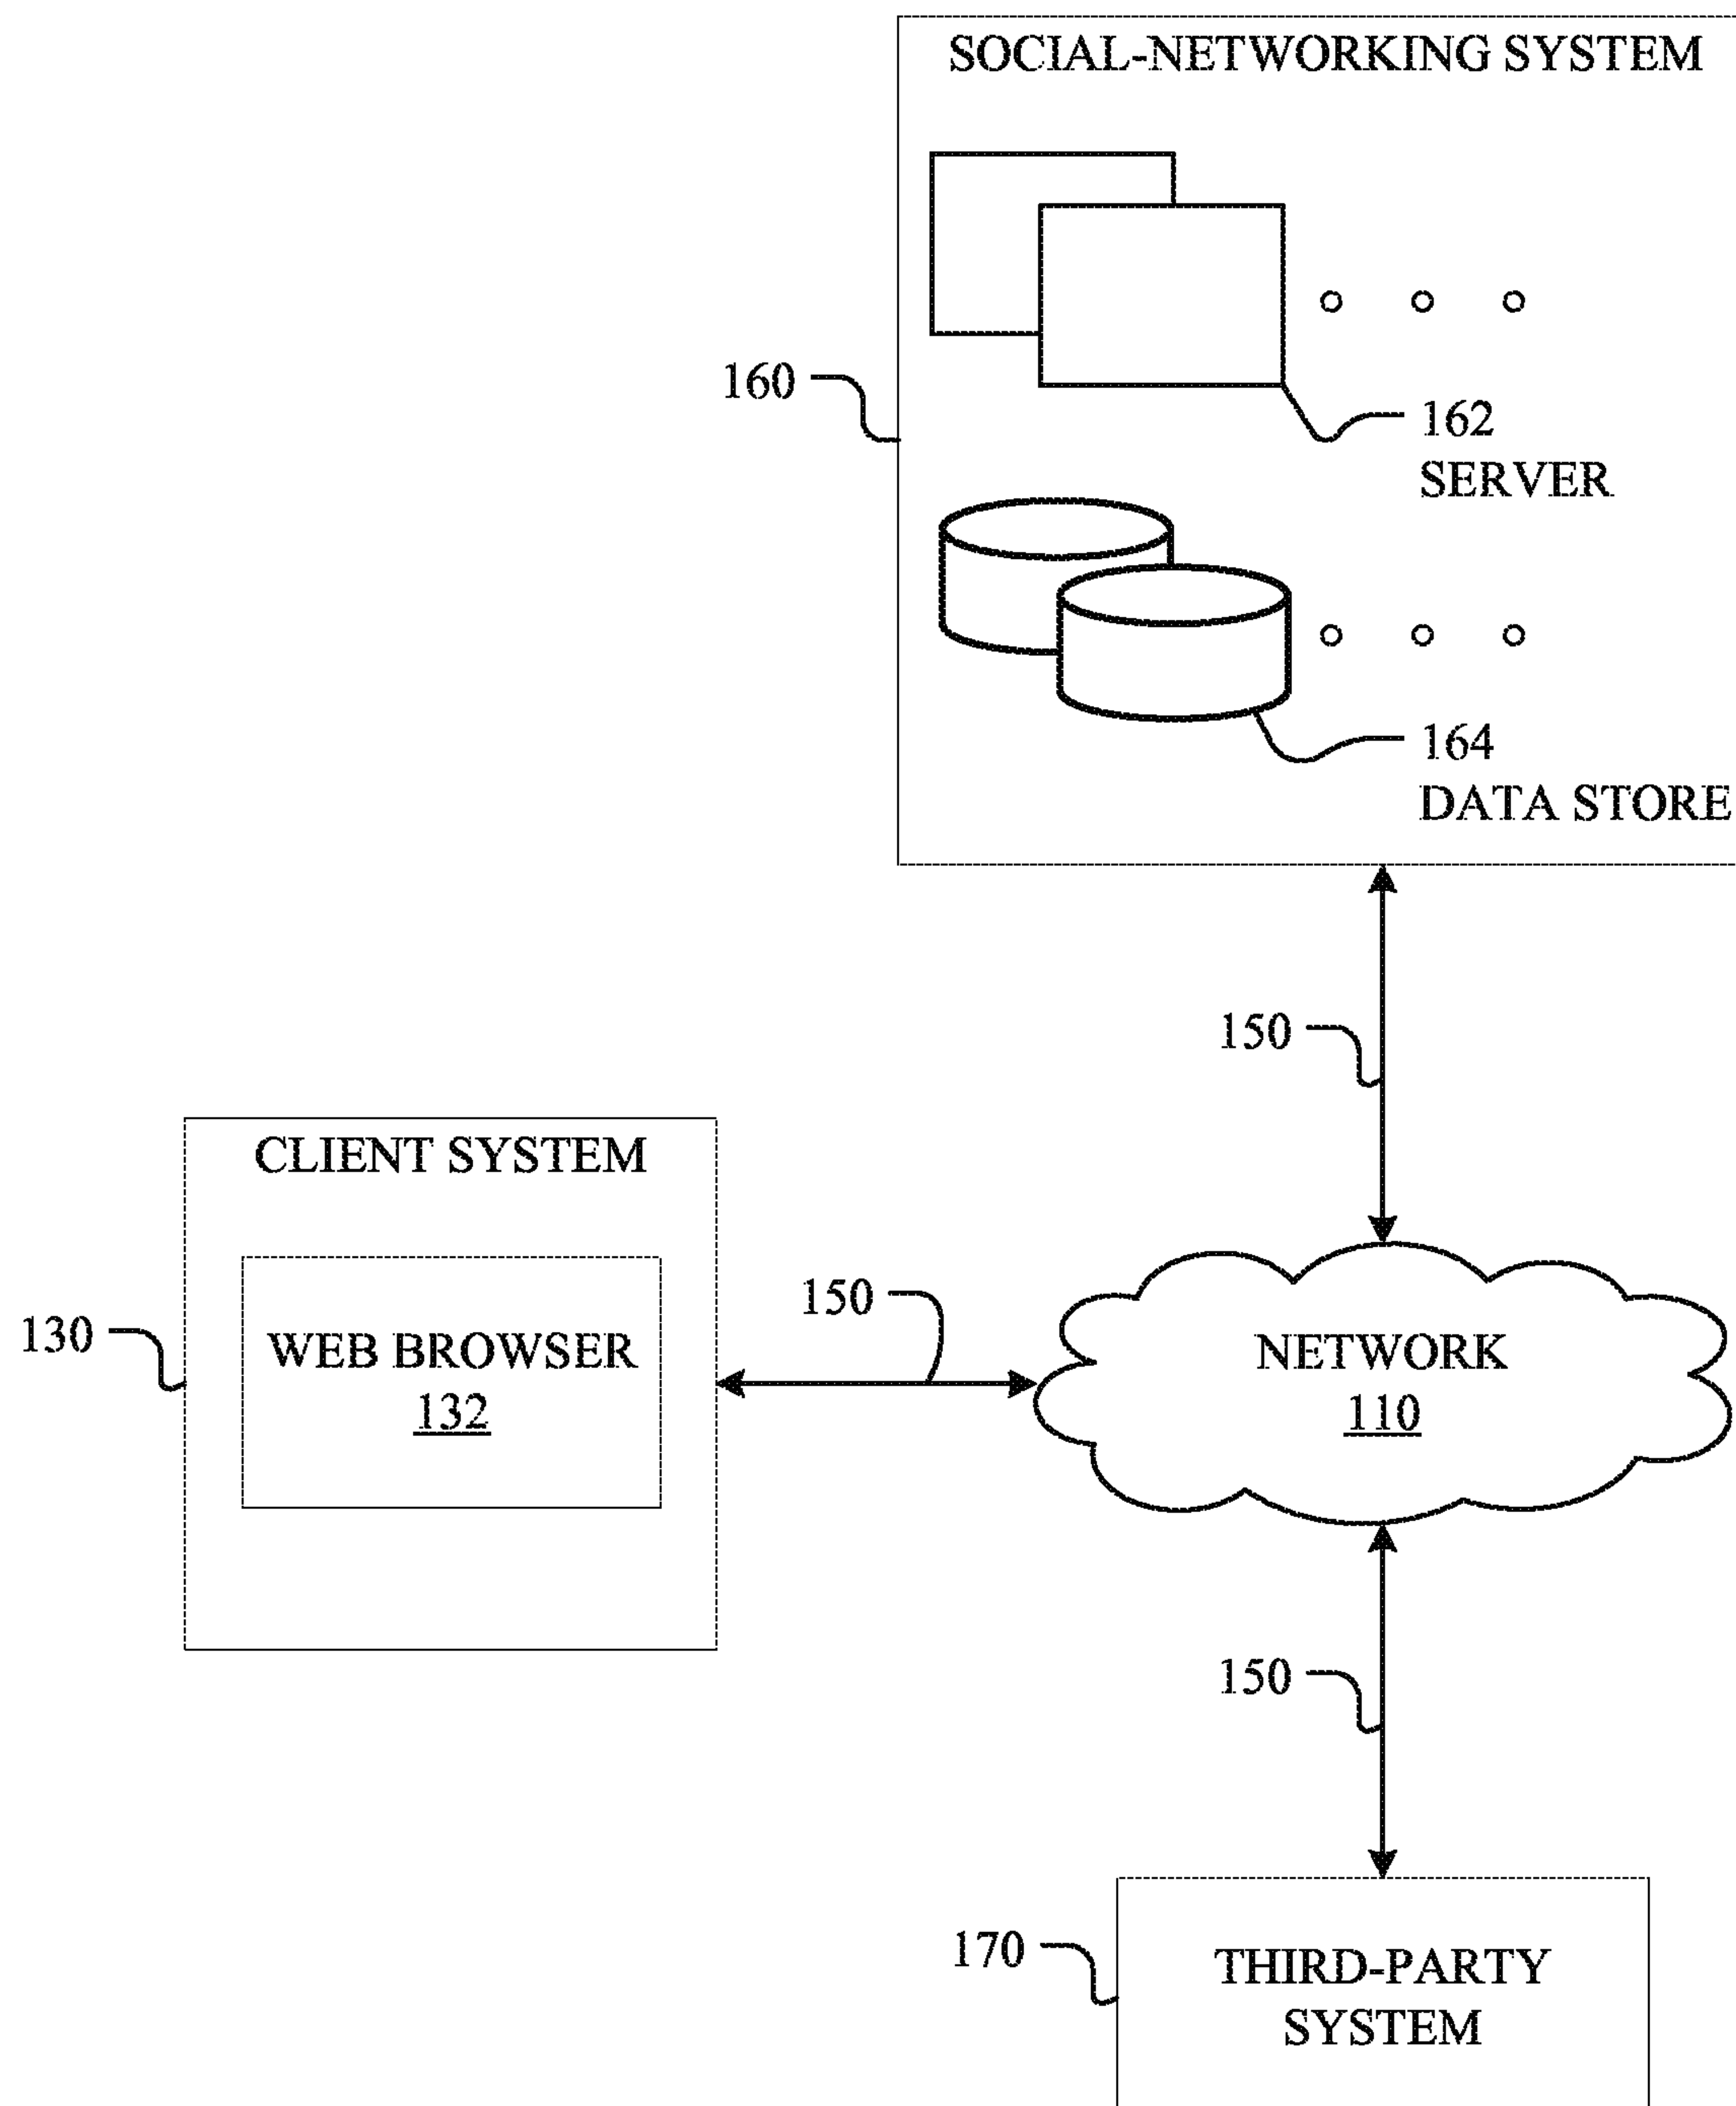 SOCIAL-NETWORKING SYSTEM
160
162
SERVER
164
DATA STORE
150
CLIENT SYSTEM
130
WEB BROWSER
132
150
NETWORK
110
150
170
THIRD-PARTY
SYSTEM